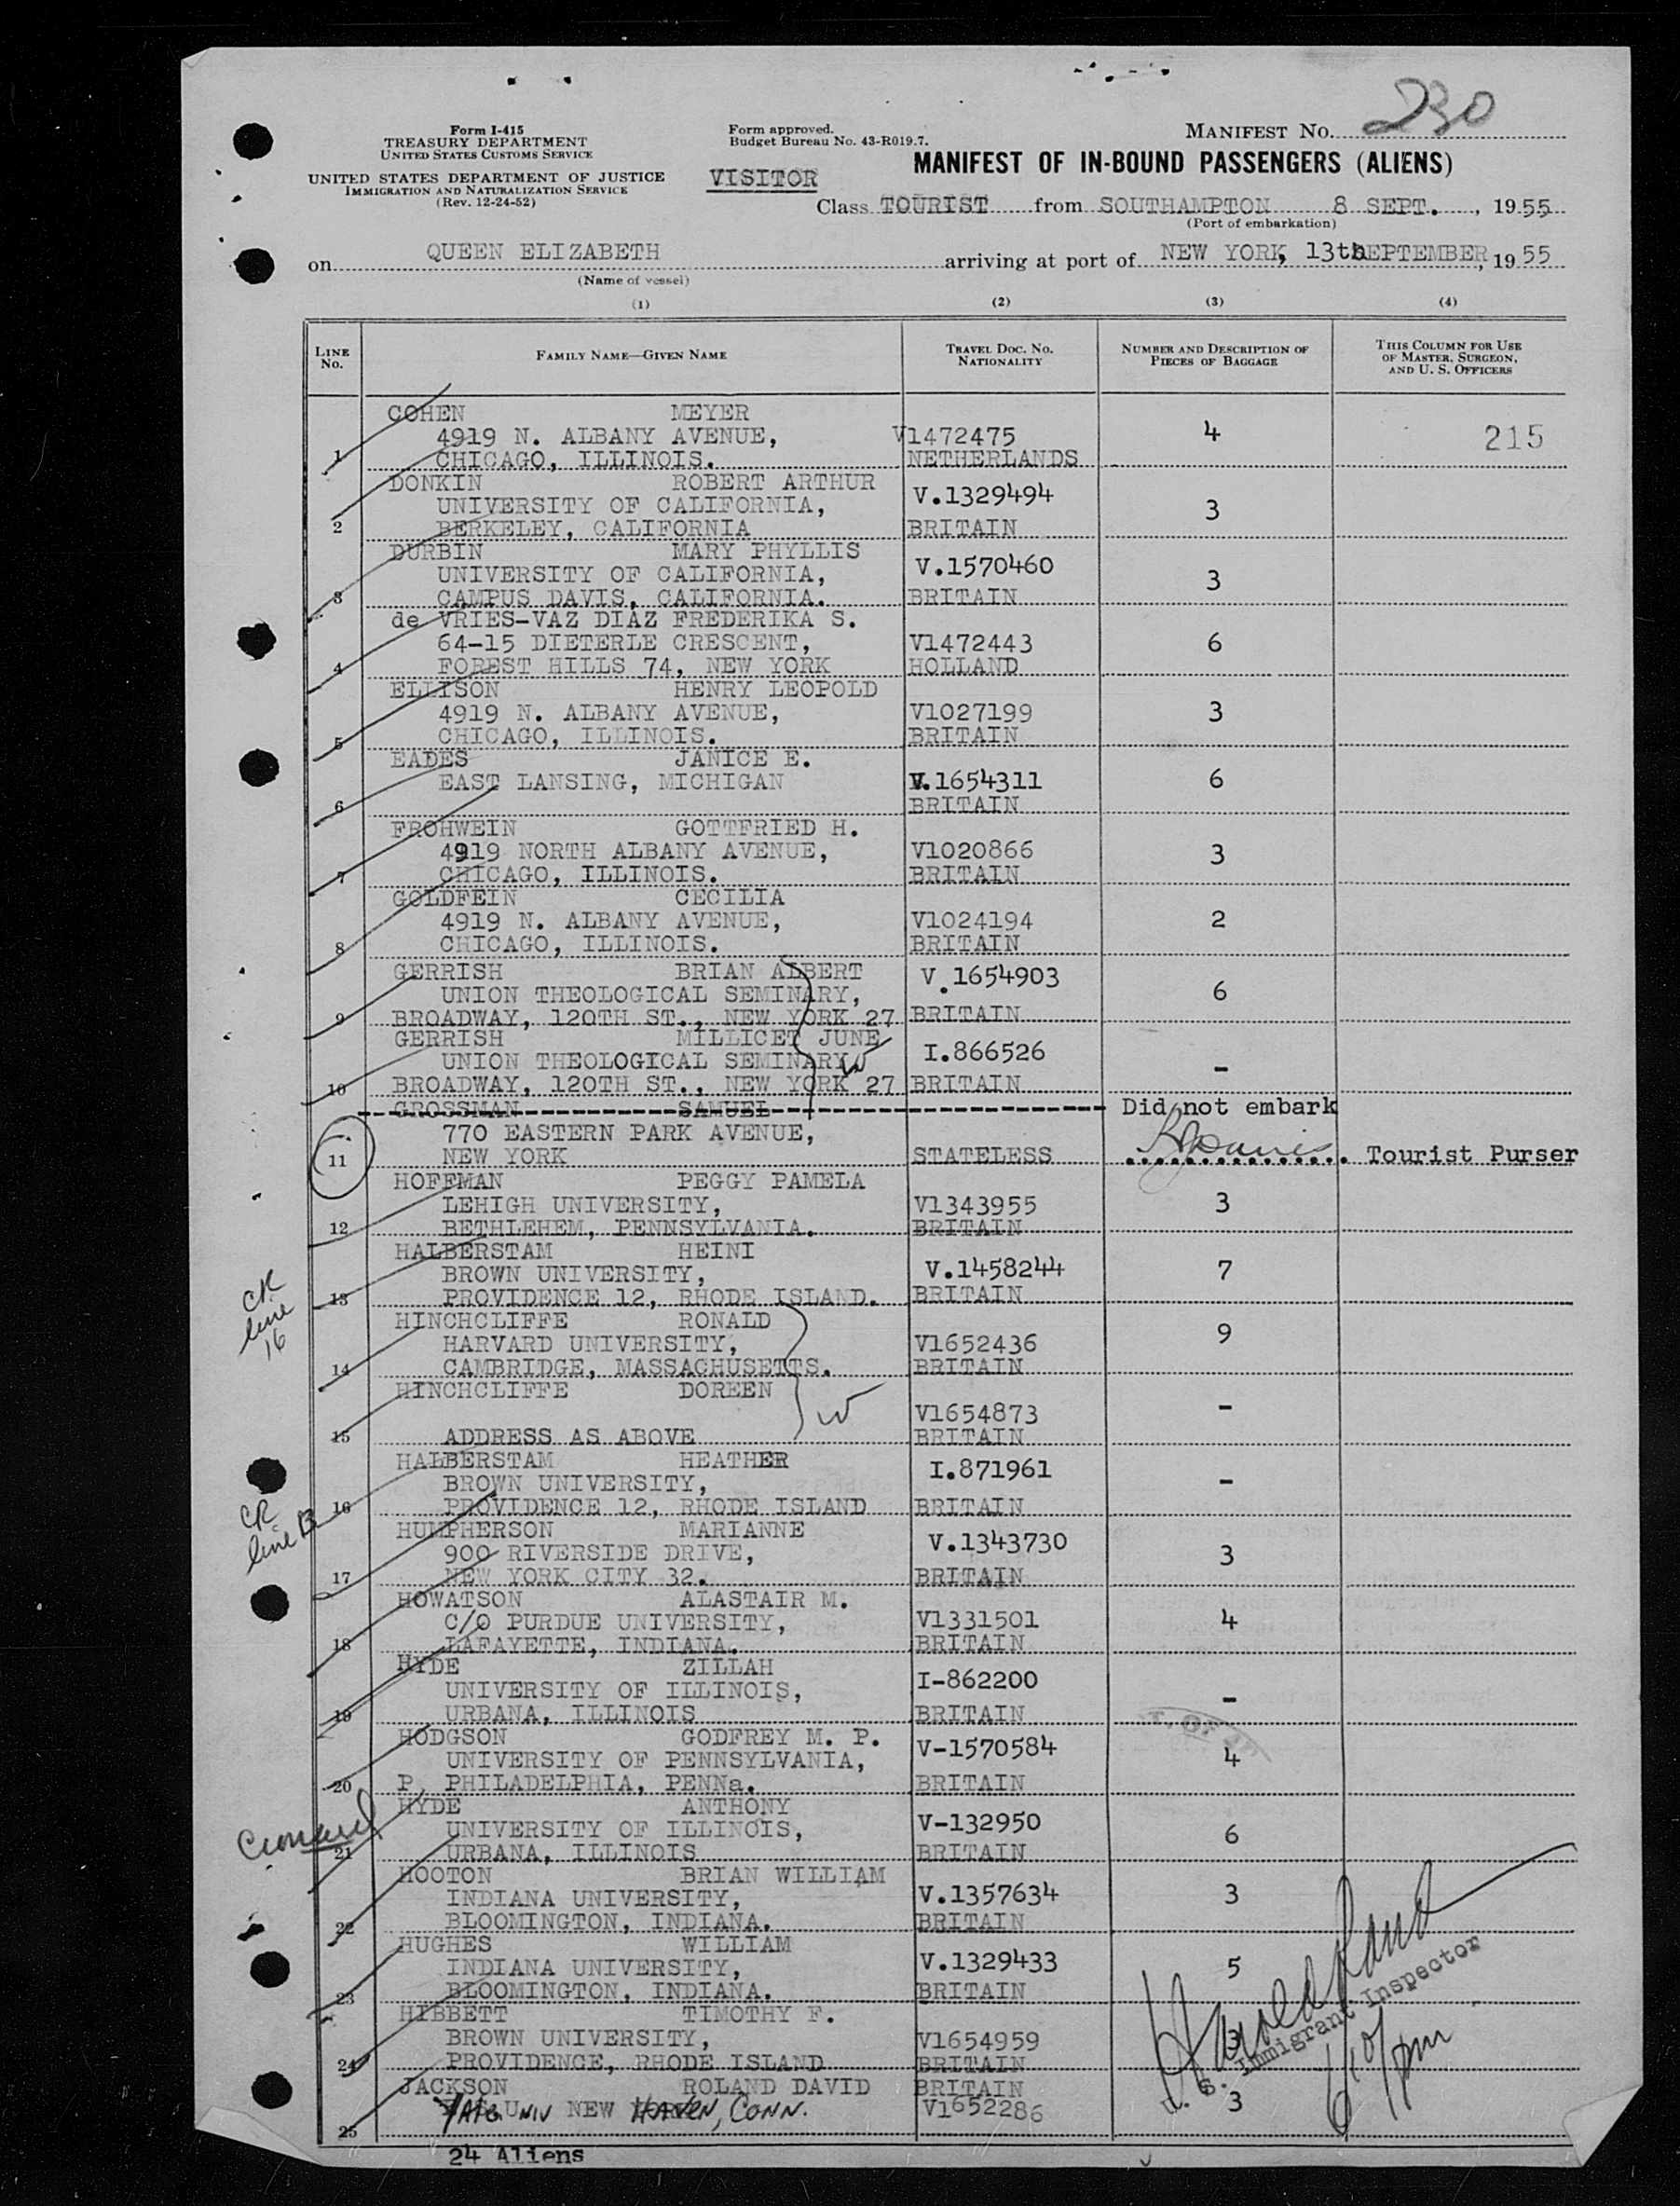 230
Form I-415
TREASURY DEPARTMENT
UNITED STATES CUSTOMS SERVICE
UNITED STATES DEPARTMENT OF JUSTICE
IMMIGRATION AND NATURALIZATION SERVICE
(Rev. 12-24-52)
Form approved.
Budget Bureau No. 43-R019.7.
MANIFEST NO.
MANIFEST OF IN-BOUND PASSENGERS (ALIENS)
VISITOR
Class TOURIST from SOUTHAMPTON 8 SEPT. , 1955
(Port of embarkation)
on QUEEN ELIZABETH arriving at port of NEW YORK, 13th SEPTEMBER, 1955
(Name of vessel)
(1) (2) (3) (4)
LINE NO. FAMILY NAME—GIVEN NAME TRAVEL DOC. NO. NATIONALITY NUMBER AND DESCRIPTION OF PIECES OF BAGGAGE THIS COLUMN FOR USE OF MASTER, SURGEON, AND U. S. OFFICERS
COHEN MEYER
4919 N. ALBANY AVENUE, V1472475 4 215
1 CHICAGO, ILLINOIS. NETHERLANDS
DONKIN ROBERT ARTHUR V.1329494
UNIVERSITY OF CALIFORNIA, 3
2 BERKELEY, CALIFORNIA BRITAIN
DURBIN MARY PHYLLIS
UNIVERSITY OF CALIFORNIA, V.1570460 3
3 CAMPUS DAVIS, CALIFORNIA. BRITAIN
de VRIES-VAZ DIAZ FREDERIKA S.
64-15 DIETERLE CRESCENT, V1472443 6
4 FOREST HILLS 74, NEW YORK HOLLAND
ELLISON HENRY LEOPOLD
4919 N. ALBANY AVENUE, V1027199 3
5 CHICAGO, ILLINOIS. BRITAIN
EADES JANICE E.
EAST LANSING, MICHIGAN V.1654311 6
6 BRITAIN
FROHWEIN GOTTFRIED H.
4919 NORTH ALBANY AVENUE, V1020866 3
7 CHICAGO, ILLINOIS. BRITAIN
GOLDFEIN CECILIA
4919 N. ALBANY AVENUE, V1024194 2
8 CHICAGO, ILLINOIS. BRITAIN
GERRISH BRIAN ALBERT V.1654903
UNION THEOLOGICAL SEMINARY, 6
9 BROADWAY, 120TH ST., NEW YORK 27 BRITAIN
GERRISH MILLICET JUNE
UNION THEOLOGICAL SEMINARY W I.866526 -
10 BROADWAY, 120TH ST., NEW YORK 27 BRITAIN
GROSSMAN SAMUEL Did not embark
770 EASTERN PARK AVENUE,
11 NEW YORK STATELESS Tourist Purser
HOFFMAN PEGGY PAMELA
LEHIGH UNIVERSITY, V1343955 3
12 BETHLEHEM, PENNSYLVANIA. BRITAIN
HALBERSTAM HEINI
BROWN UNIVERSITY, V.1458244 7
13 PROVIDENCE 12, RHODE ISLAND. BRITAIN
CR
line
16
HINCHCLIFFE RONALD
HARVARD UNIVERSITY, V1652436 9
14 CAMBRIDGE, MASSACHUSETTS. BRITAIN
HINCHCLIFFE DOREEN
W V1654873 -
15 ADDRESS AS ABOVE BRITAIN
HALBERSTAM HEATHER
BROWN UNIVERSITY, I.871961 -
16 PROVIDENCE 12, RHODE ISLAND BRITAIN
CR
line 13
HUMPHERSON MARIANNE
900 RIVERSIDE DRIVE, V.1343730 3
17 NEW YORK CITY 32. BRITAIN
HOWATSON ALASTAIR M.
C/O PURDUE UNIVERSITY, V1331501 4
18 LAFAYETTE, INDIANA. BRITAIN
HYDE ZILLAH
UNIVERSITY OF ILLINOIS, I-862200 -
19 URBANA, ILLINOIS BRITAIN
HODGSON GODFREY M. P.
UNIVERSITY OF PENNSYLVANIA, V-1570584 4
20 P. PHILADELPHIA, PENNa. BRITAIN
HYDE ANTHONY
Cunard UNIVERSITY OF ILLINOIS, V-132950 6
21 URBANA, ILLINOIS BRITAIN
HOOTON BRIAN WILLIAM
INDIANA UNIVERSITY, V.1357634 3
22 BLOOMINGTON, INDIANA. BRITAIN
HUGHES WILLIAM
INDIANA UNIVERSITY, V.1329433 5
23 BLOOMINGTON, INDIANA. BRITAIN
HIBBETT TIMOTHY F.
BROWN UNIVERSITY, V1654959 3
24 PROVIDENCE, RHODE ISLAND BRITAIN
JACKSON ROLAND DAVID BRITAIN
YALE UNIV NEW HAVEN, CONN. V1652286 3
25
U. S. Immigrant Inspector
24 Aliens